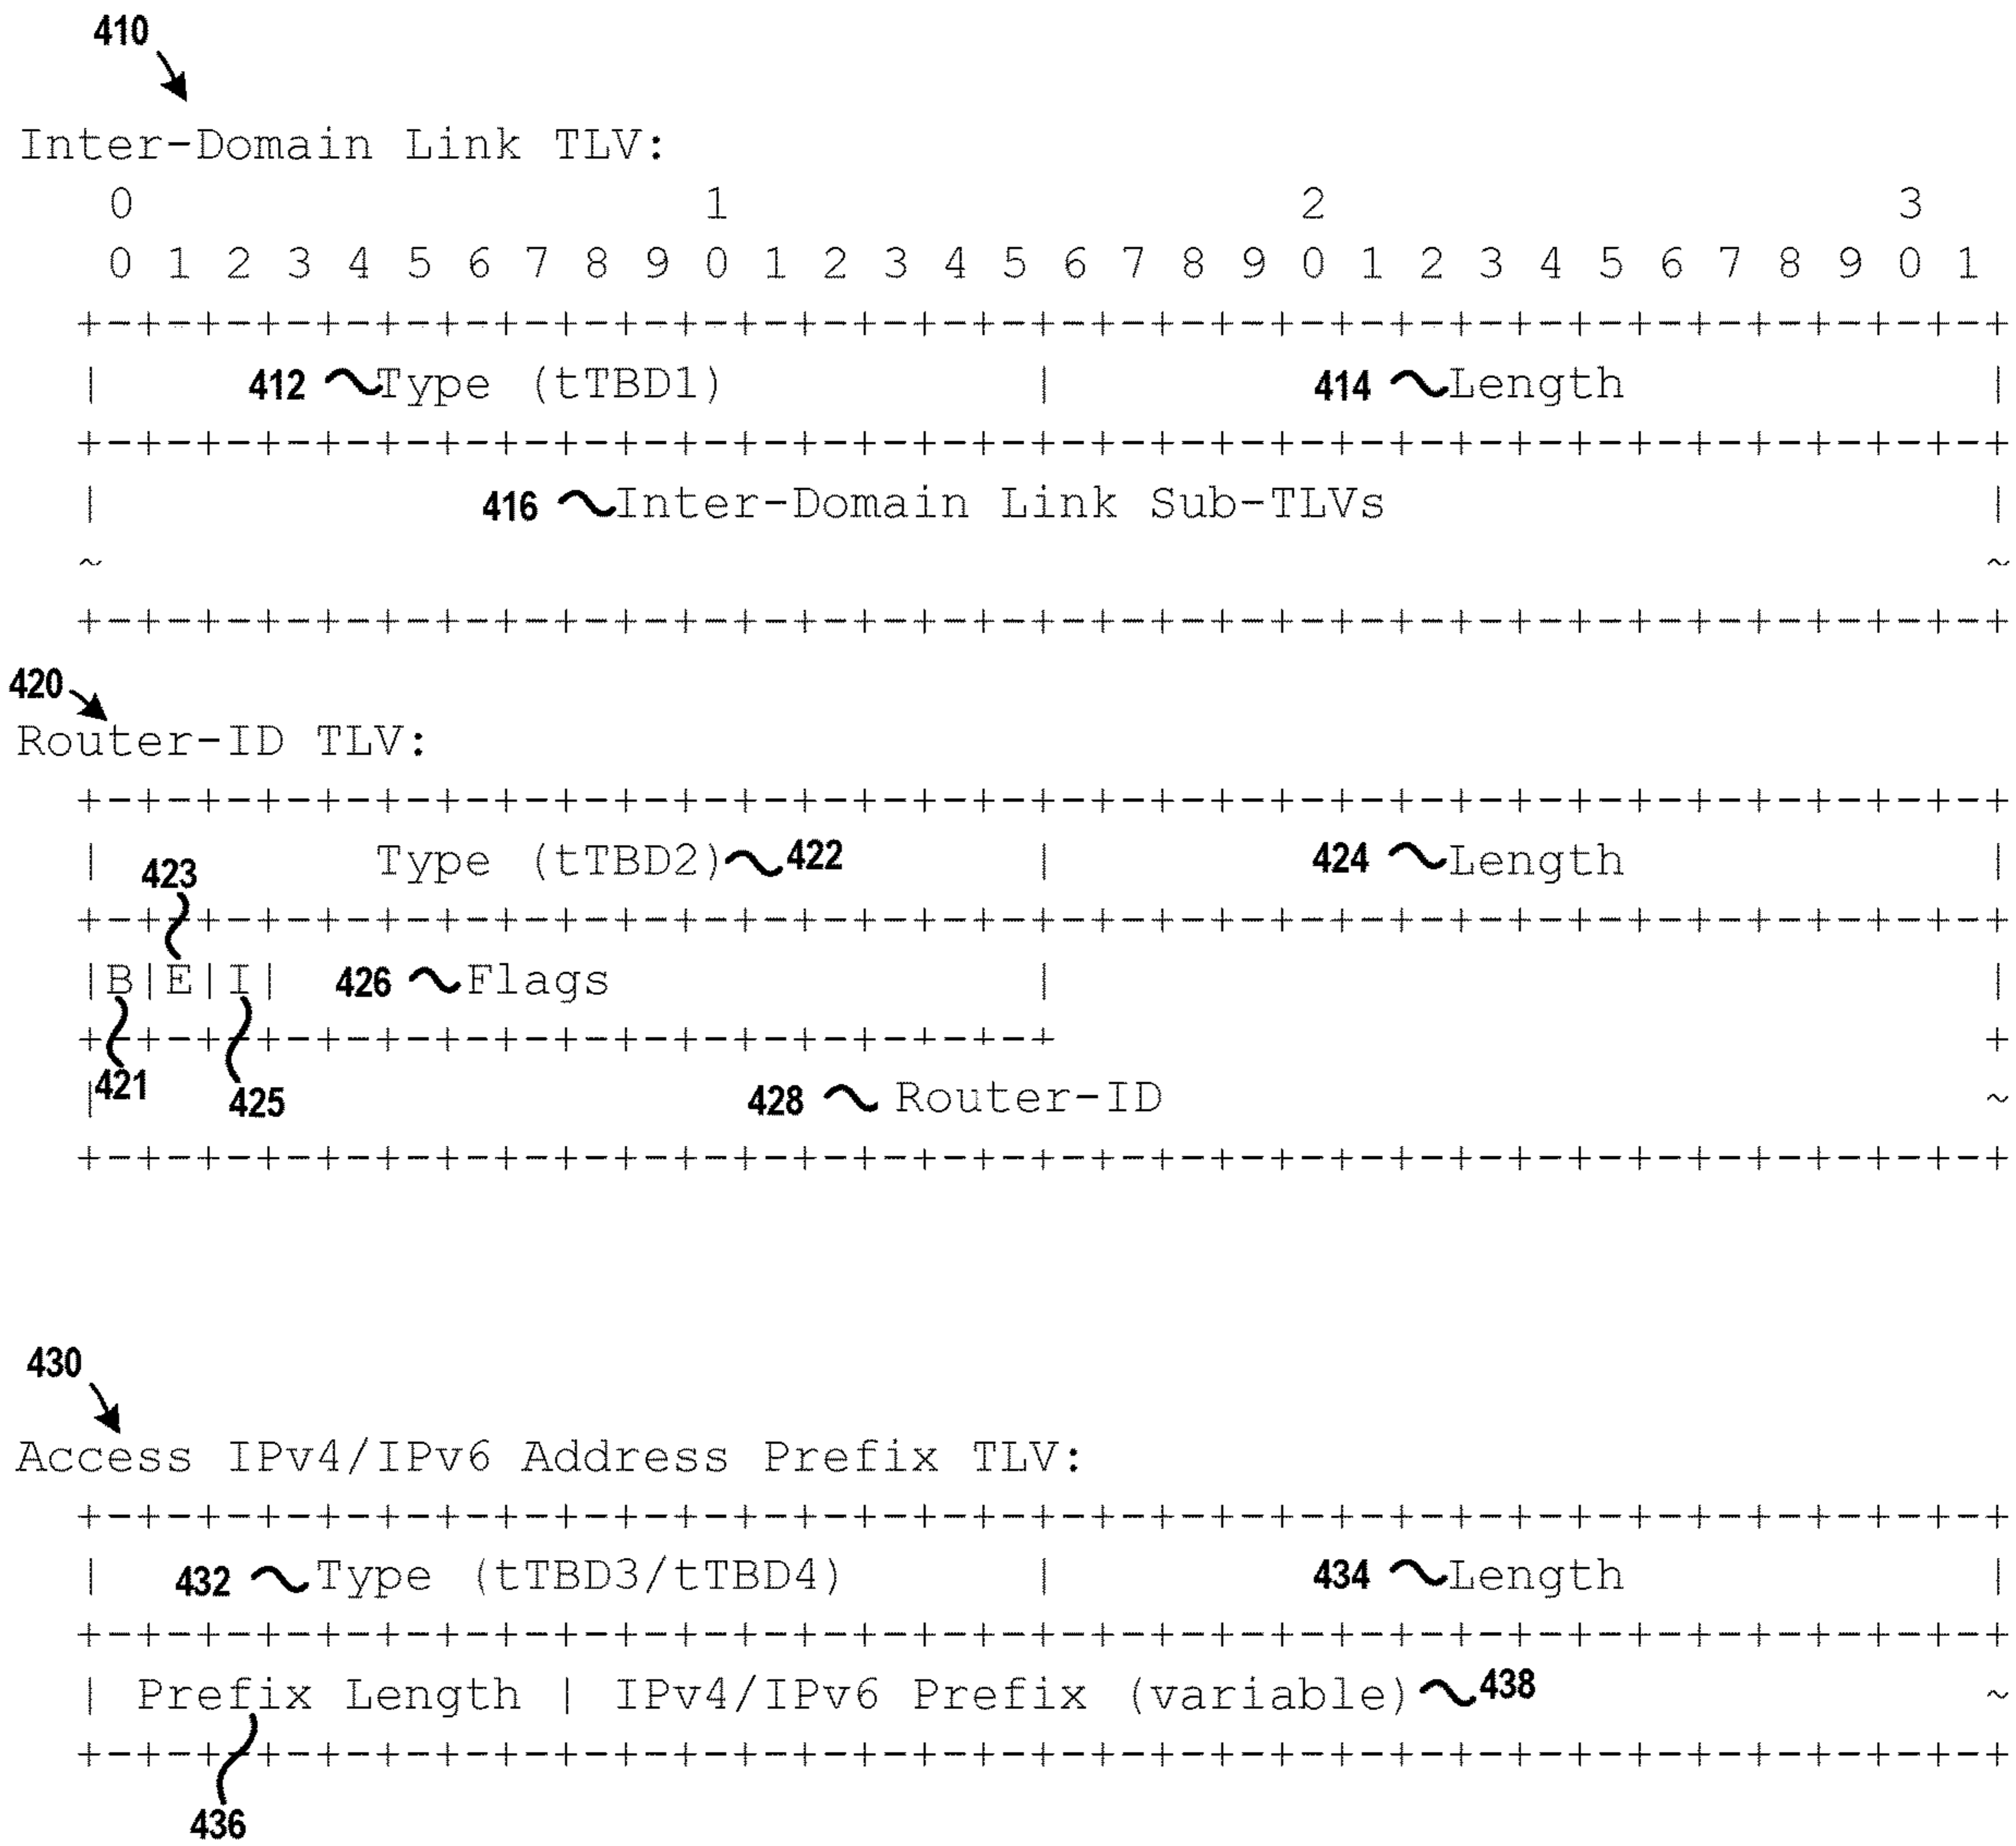 410
Inter-Domain Link TLV:
0 1 2 3
0 1 2 3 4 5 6 7 8 9 0 1 2 3 4 5 6 7 8 9 0 1 2 3 4 5 6 7 8 9 0 1
+-+-+-+-+-+-+-+-+-+-+-+-+-+-+-+-+-+-+-+-+-+-+-+-+-+-+-+-+-+-+-+-+
| 412 ~Type (tTBD1) | 414 ~Length |
+-+-+-+-+-+-+-+-+-+-+-+-+-+-+-+-+-+-+-+-+-+-+-+-+-+-+-+-+-+-+-+-+
| 416 ~Inter-Domain Link Sub-TLVs |
~ ~
+-+-+-+-+-+-+-+-+-+-+-+-+-+-+-+-+-+-+-+-+-+-+-+-+-+-+-+-+-+-+-+-+
420
Router-ID TLV:
+-+-+-+-+-+-+-+-+-+-+-+-+-+-+-+-+-+-+-+-+-+-+-+-+-+-+-+-+-+-+-+-+
| Type (tTBD2)~422 | 424 ~Length |
423
+-+-+-+-+-+-+-+-+-+-+-+-+-+-+-+-+-+-+-+-+-+-+-+-+-+-+-+-+-+-+-+-+
|B|E|I| 426 ~Flags | |
+-+-+-+-+-+-+-+-+-+-+-+-+-+-+-+-+ +
|421 425 428 ~ Router-ID ~
+-+-+-+-+-+-+-+-+-+-+-+-+-+-+-+-+-+-+-+-+-+-+-+-+-+-+-+-+-+-+-+-+
430
Access IPv4/IPv6 Address Prefix TLV:
+-+-+-+-+-+-+-+-+-+-+-+-+-+-+-+-+-+-+-+-+-+-+-+-+-+-+-+-+-+-+-+-+
| 432 ~Type (tTBD3/tTBD4) | 434 ~Length |
+-+-+-+-+-+-+-+-+-+-+-+-+-+-+-+-+-+-+-+-+-+-+-+-+-+-+-+-+-+-+-+-+
| Prefix Length | IPv4/IPv6 Prefix (variable)~438 ~
+-+-+-+-+-+-+-+-+-+-+-+-+-+-+-+-+-+-+-+-+-+-+-+-+-+-+-+-+-+-+-+-+
436